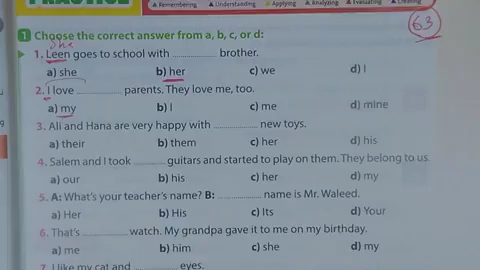 PRACTICE
Remembering Understanding Applying Analyzing Evaluating Creating
63
1 Choose the correct answer from a, b, c, or d:
She
1. Leen goes to school with ............ brother.
a) she b) her c) we d) I
2. I love ............ parents. They love me, too.
a) my b) I c) me d) mine
3. Ali and Hana are very happy with ............ new toys.
a) their b) them c) her d) his
4. Salem and I took ............ guitars and started to play on them. They belong to us
a) our b) his c) her d) my
5. A: What's your teacher's name? B: ............ name is Mr. Waleed.
a) Her b) His c) Its d) Your
6. That's ............ watch. My grandpa gave it to me on my birthday.
a) me b) him c) she d) my
7. I like my cat and ............ eyes.